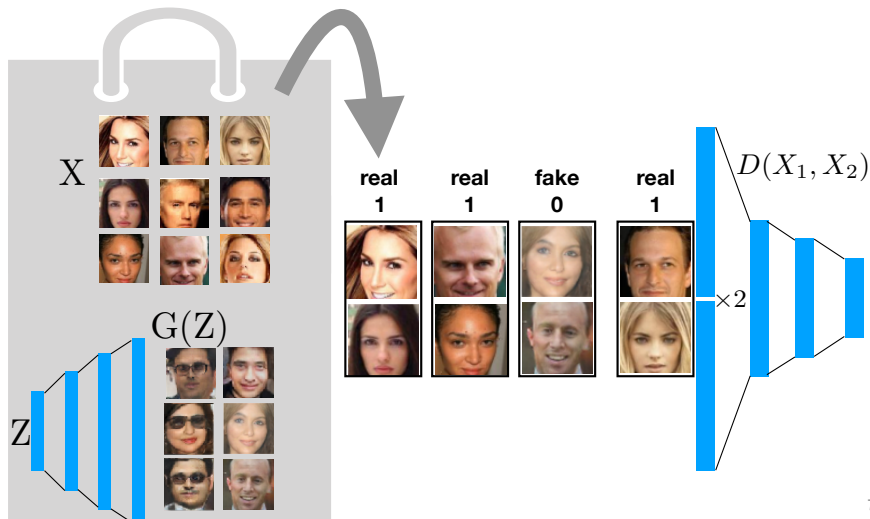 X
G(Z)
Z
real real fake real
1 1 0 1
D(X₁, X₂)
×2